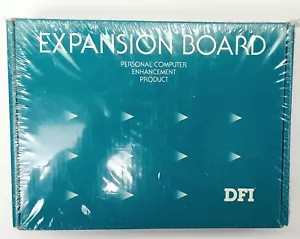 EXPANSION BOARD
PERSONAL COMPUTER
ENHANCEMENT
PRODUCT
DFI